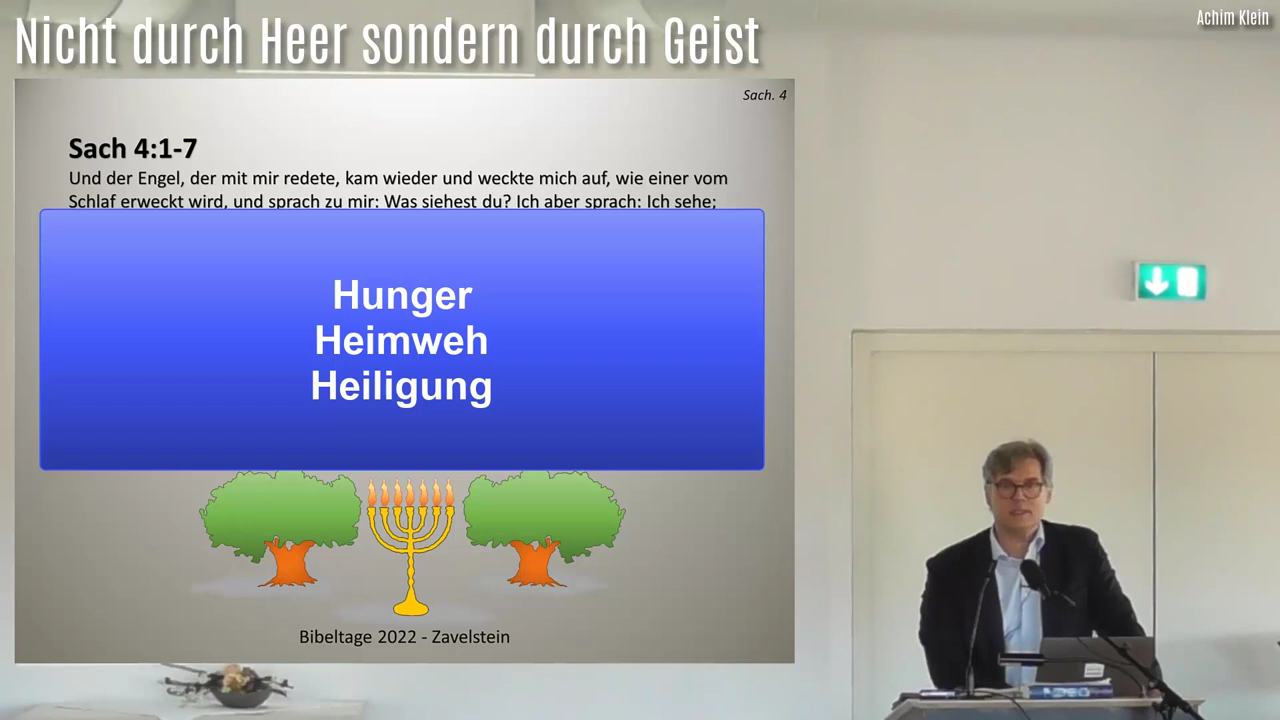 Nicht durch Heer sondern durch Geist
Achim Klein
Sach. 4
Sach 4:1-7
Und der Engel, der mit mir redete, kam wieder und weckte mich auf, wie einer vom
Schlaf erweckt wird, und sprach zu mir: Was siehest du? Ich aber sprach: Ich sehe;
Hunger
Heimweh
Heiligung
Bibeltage 2022 - Zavelstein